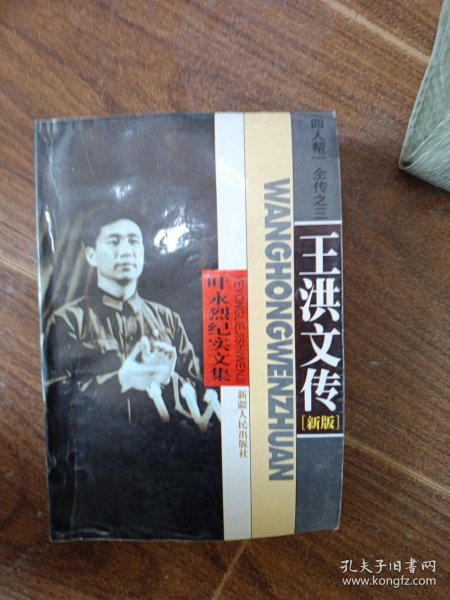 「四人帮」全传之三
王洪文传
[新版]
WANGHONGWENZHUAN
YEYONGLIEJISHIWENJI
叶永烈纪实文集
新疆人民出版社
孔夫子旧书网
www.kongfz.com